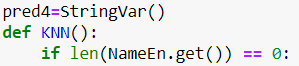 pred4=StringVar()
def KNN():
    if len(NameEn.get()) == 0: